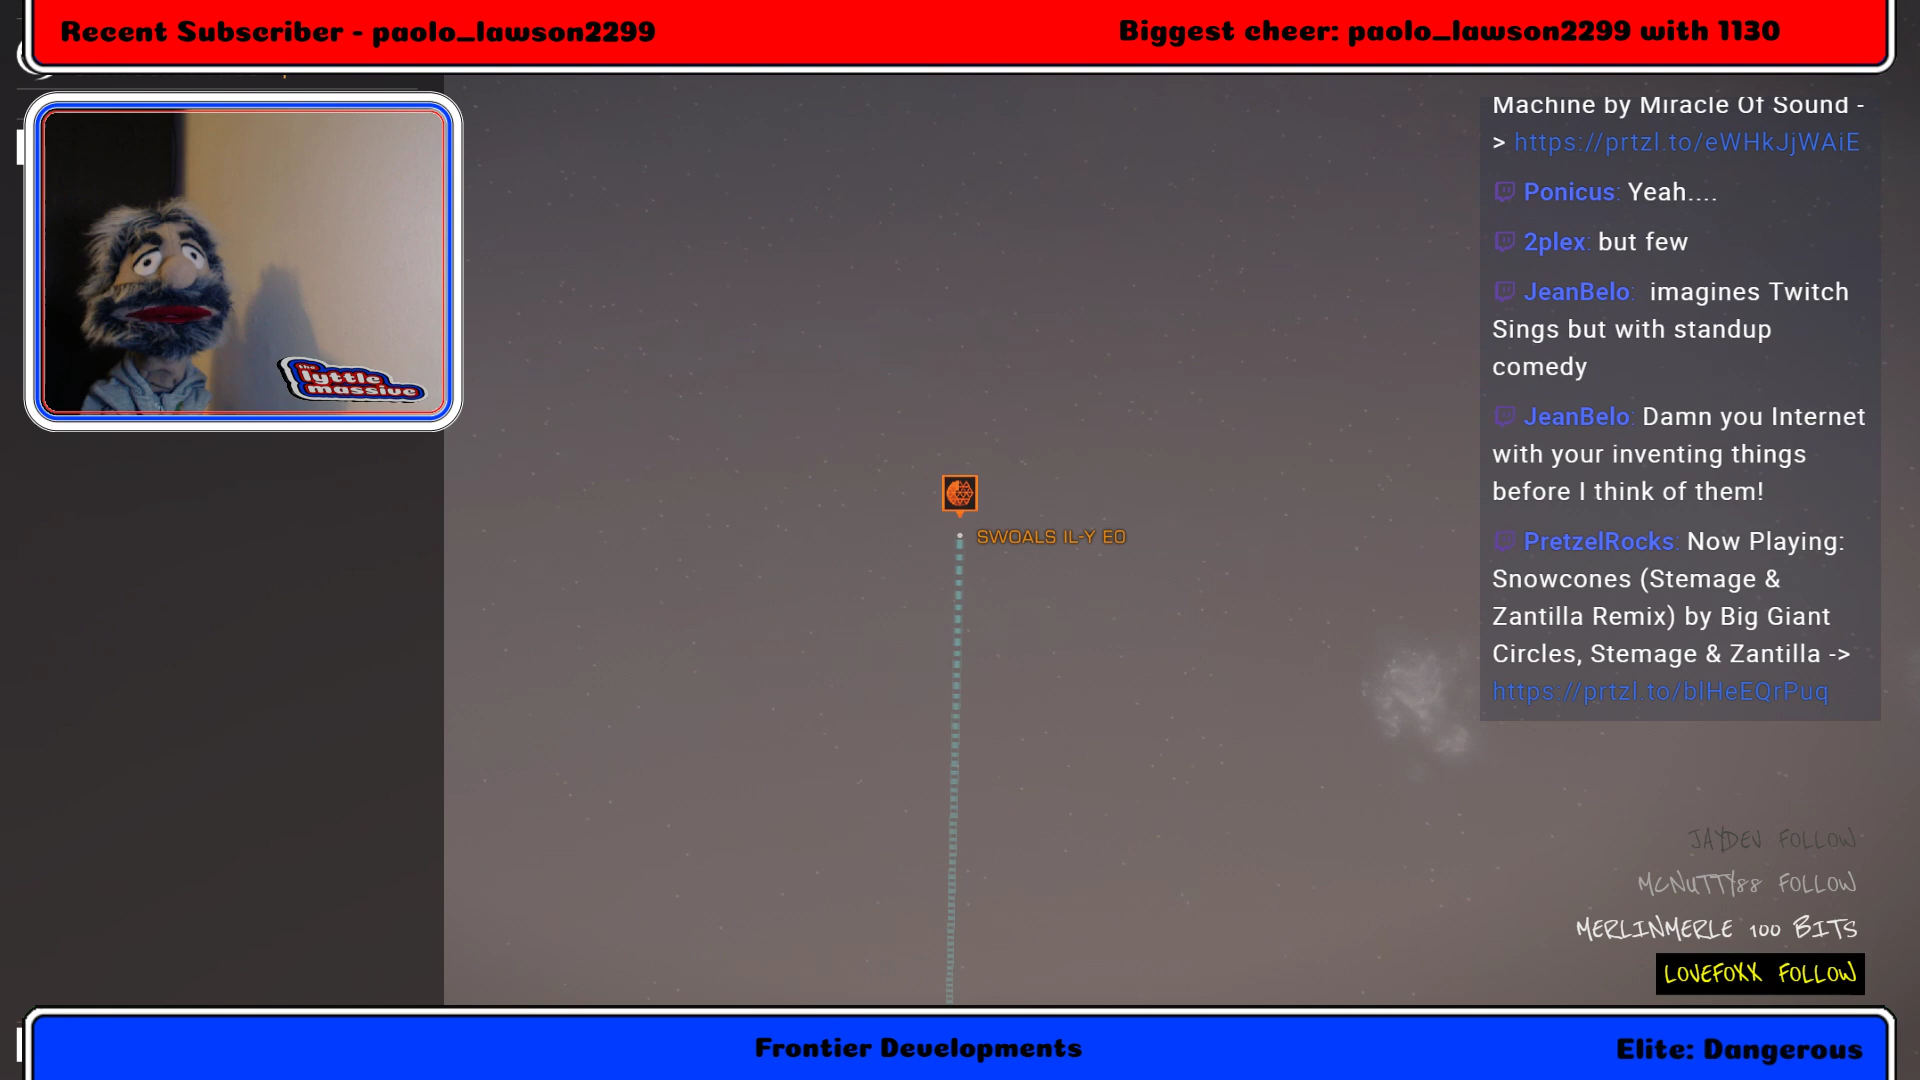 Recent Subscriber - paolo_lawson2299
Biggest cheer: paolo_lawson2299 with 1130
the
lyttle
massive
Machine by Miracle Of Sound -
> https://prtzl.to/eWHkJjWAiE
Ponicus: Yeah....
2plex: but few
JeanBelo: imagines Twitch
Sings but with standup
comedy
JeanBelo: Damn you Internet
with your inventing things
before I think of them!
PretzelRocks: Now Playing:
Snowcones (Stemage &
Zantilla Remix) by Big Giant
Circles, Stemage & Zantilla ->
https://prtzl.to/blHeEQrPuq
SWOALS IL-Y E0
JAYDEV FOLLOW
MCNUTTY88 FOLLOW
MERLINMERLE 100 BITS
LOVEFOXX FOLLOW
Frontier Developments
Elite: Dangerous